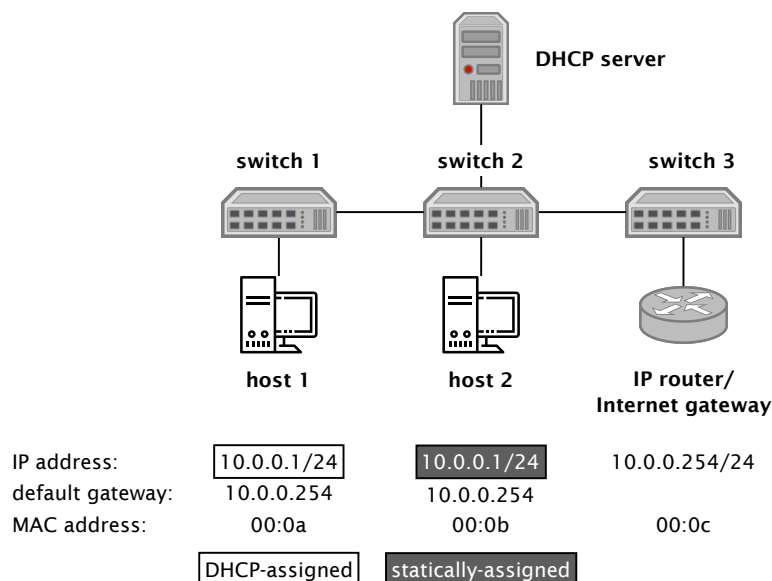 DHCP server
switch 1 switch 2 switch 3
host 1 host 2 IP router/
Internet gateway
IP address: 10.0.0.1/24 10.0.0.1/24 10.0.0.254/24
default gateway: 10.0.0.254 10.0.0.254
MAC address: 00:0a 00:0b 00:0c
DHCP-assigned statically-assigned